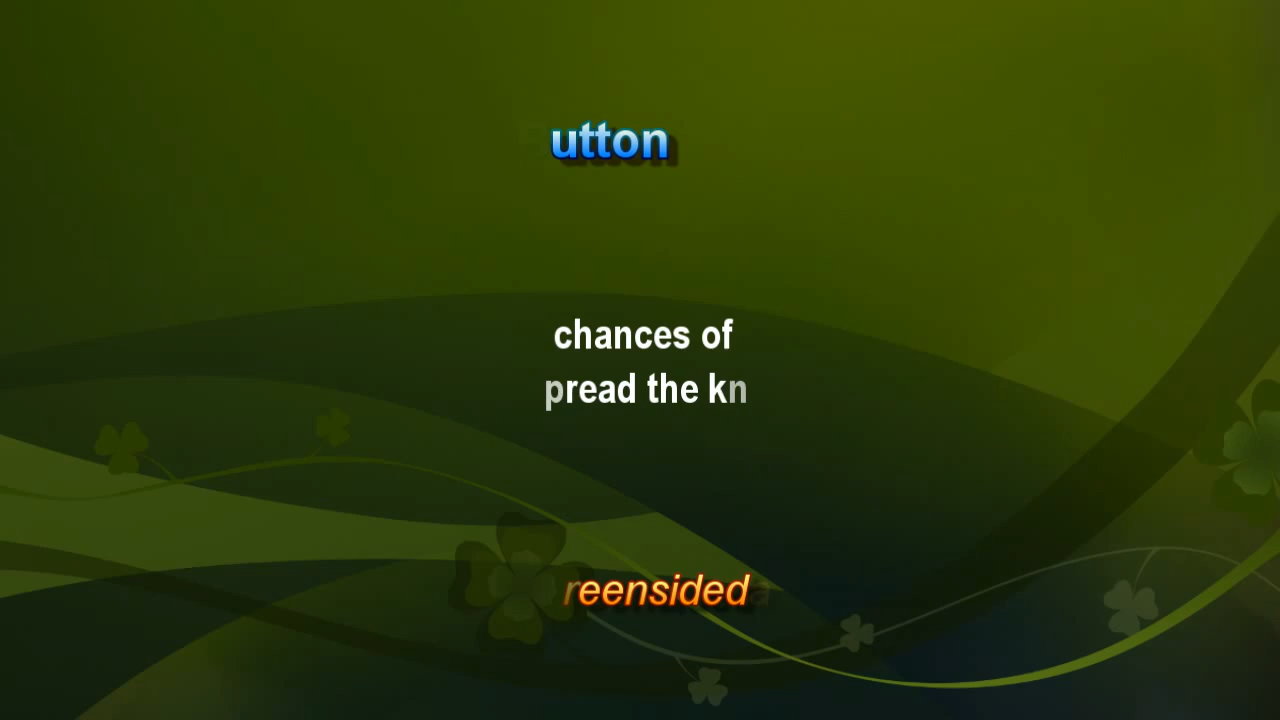 utton
chances of
pread the kn
reensided